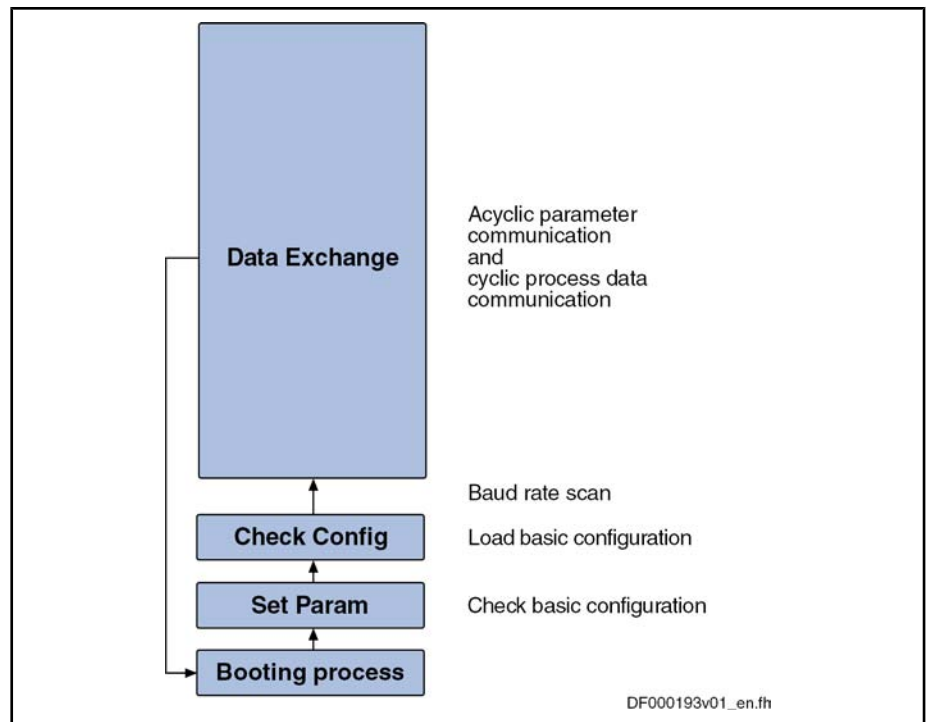 Data Exchange
Acyclic parameter
communication
and
cyclic process data
communication
Baud rate scan
Check Config
Load basic configuration
Set Param
Check basic configuration
Booting process
DF000193v01_en.fh